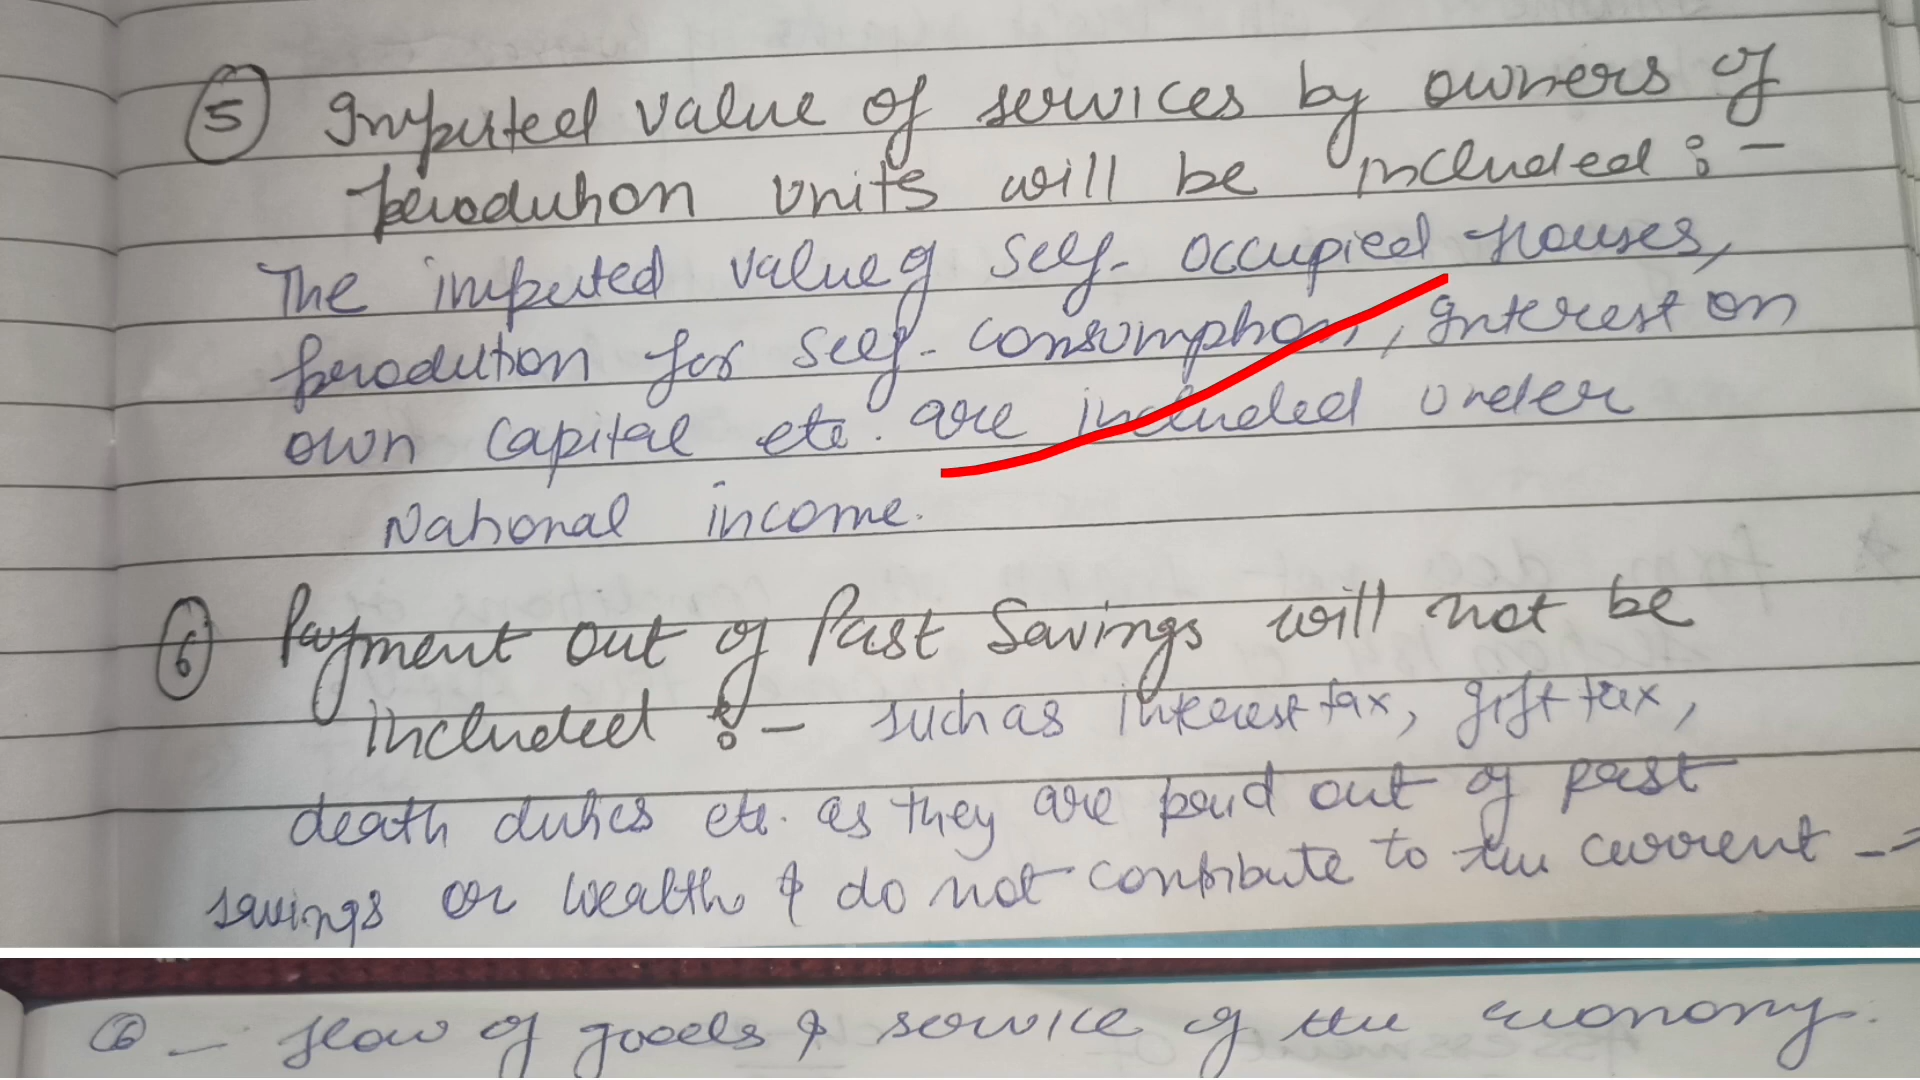 5 Imputed value of services by owners of
production units will be included :-
The imputed value of self-occupied houses,
production for self-consumption, Interest on
own capital etc. are included under
National income.
6 Payment out of Past Savings will not be
included :- such as interest tax, gift tax,
death duties etc. as they are paid out of past
savings or wealth & do not contribute to the current ->
6 - flow of goods & service of the economy.